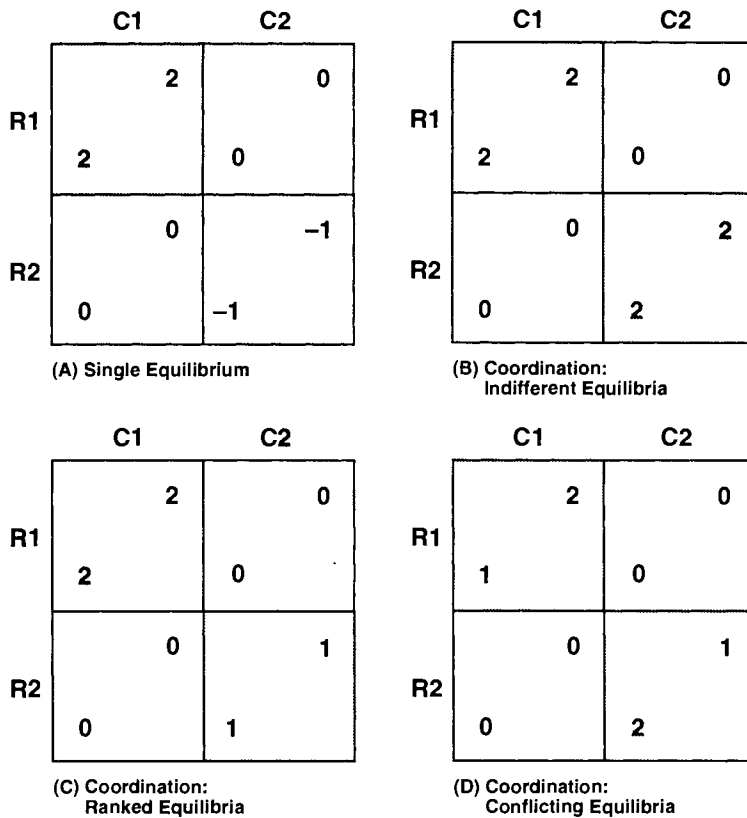 C1 C2
2 0
R1
2 0
0 –1
R2
0 –1
(A) Single Equilibrium
C1 C2
2 0
R1
2 0
0 2
R2
0 2
(B) Coordination:
Indifferent Equilibria
C1 C2
2 0
R1
2 0
0 1
R2
0 1
(C) Coordination:
Ranked Equilibria
C1 C2
2 0
R1
1 0
0 1
R2
0 2
(D) Coordination:
Conflicting Equilibria